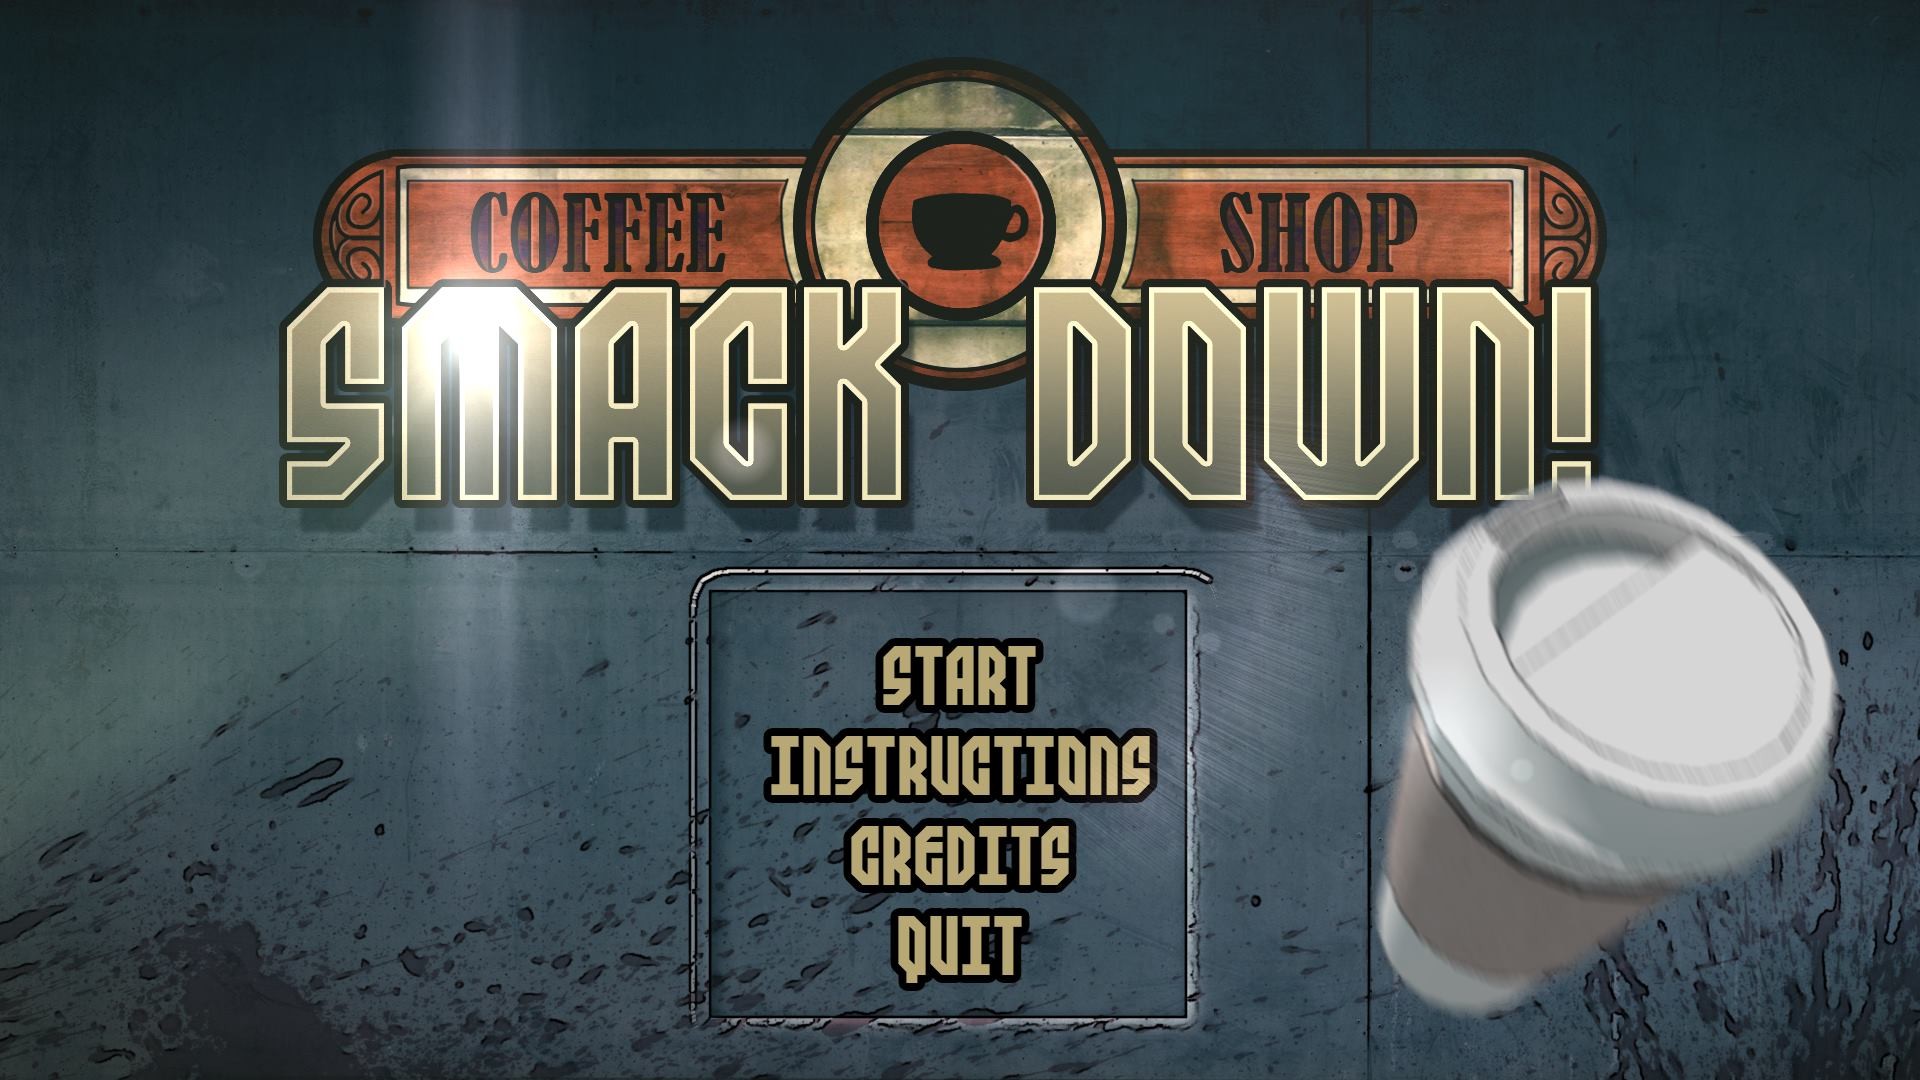 COFFEE SHOP
SMACK DOWN!
START
INSTRUCTIONS
CREDITS
QUIT